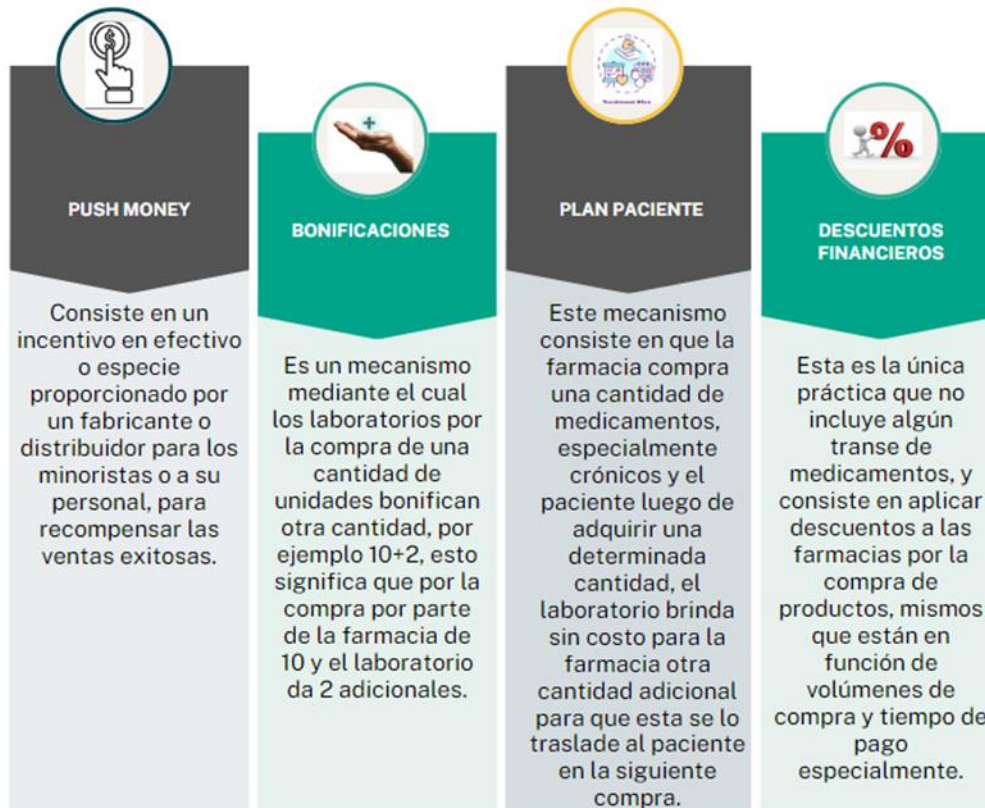 PUSH MONEY
Consiste en un
incentivo en efectivo
o especie
proporcionado por
un fabricante o
distribuidor para los
minoristas o a su
personal, para
recompensar las
ventas exitosas.
BONIFICACIONES
Es un mecanismo
mediante el cual
los laboratorios por
la compra de una
cantidad de
unidades bonifican
otra cantidad, por
ejemplo 10+2, esto
significa que por la
compra por parte
de la farmacia de
10 y el laboratorio
da 2 adicionales.
Treatment Plan
PLAN PACIENTE
Este mecanismo
consiste en que la
farmacia compra
una cantidad de
medicamentos,
especialmente
crónicos y el
paciente luego de
adquirir una
determinada
cantidad, el
laboratorio brinda
sin costo para la
farmacia otra
cantidad adicional
para que esta se lo
traslade al paciente
en la siguiente
compra.
%
DESCUENTOS
FINANCIEROS
Esta es la única
práctica que no
incluye algún
transe de
medicamentos, y
consiste en aplicar
descuentos a las
farmacias por la
compra de
productos, mismos
que están en
función de
volúmenes de
compra y tiempo de
pago
especialmente.